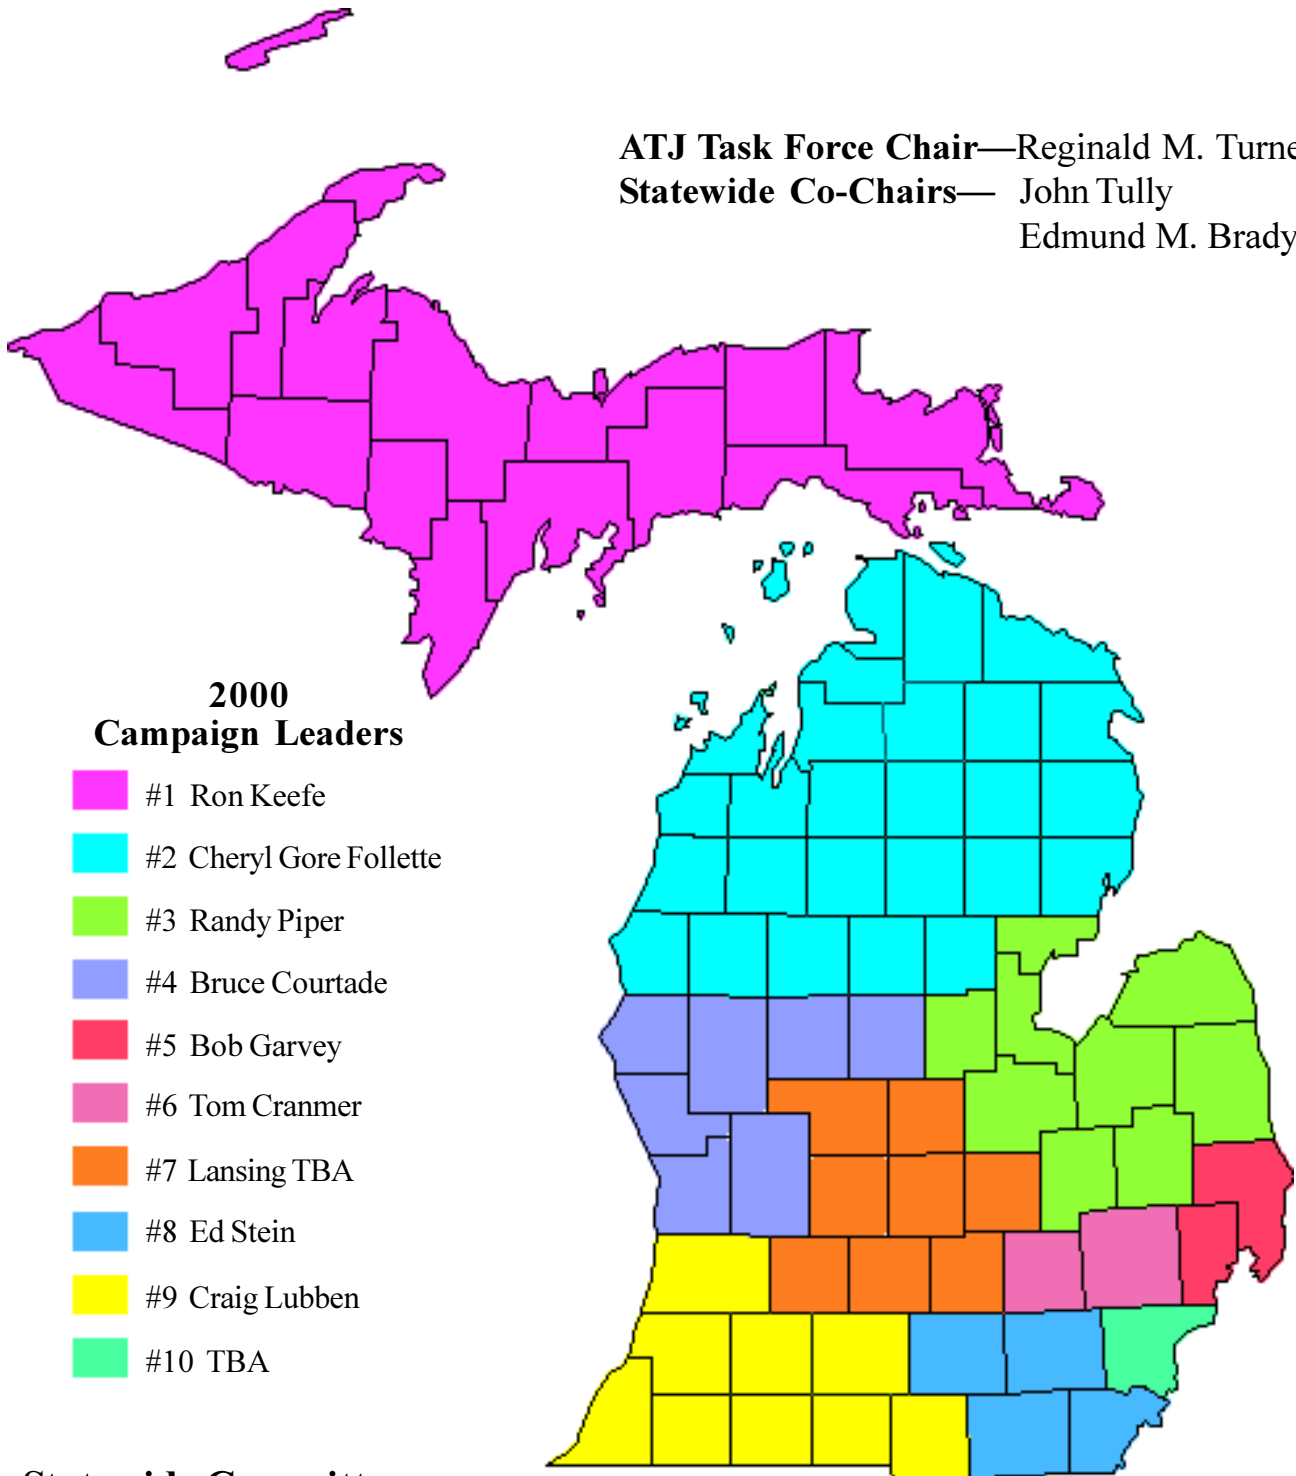 ATJ Task Force Chair—Reginald M. Turne
Statewide Co-Chairs— John Tully
Edmund M. Brady
2000
Campaign Leaders
#1 Ron Keefe
#2 Cheryl Gore Follette
#3 Randy Piper
#4 Bruce Courtade
#5 Bob Garvey
#6 Tom Cranmer
#7 Lansing TBA
#8 Ed Stein
#9 Craig Lubben
#10 TBA